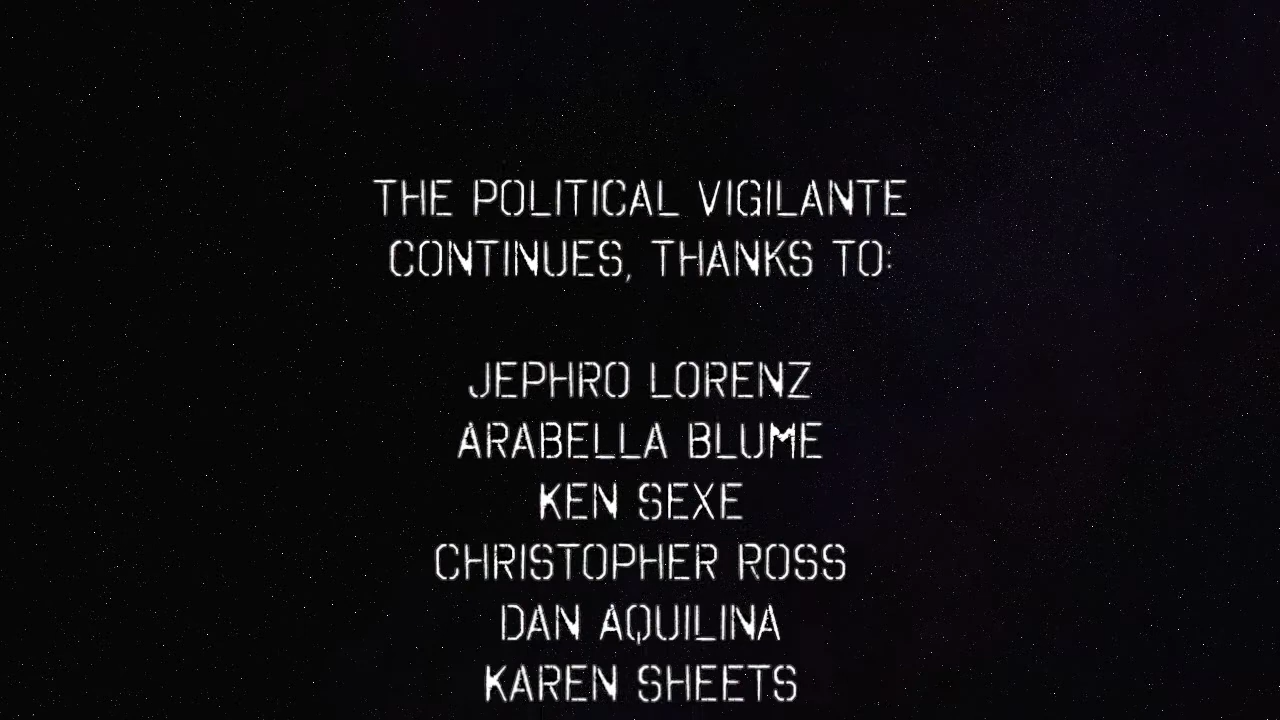 THE POLITICAL VIGILANTE
CONTINUES, THANKS TO:
JEPHRO LORENZ
ARABELLA BLUME
KEN SEXE
CHRISTOPHER ROSS
DAN AQUILINA
KAREN SHEETS